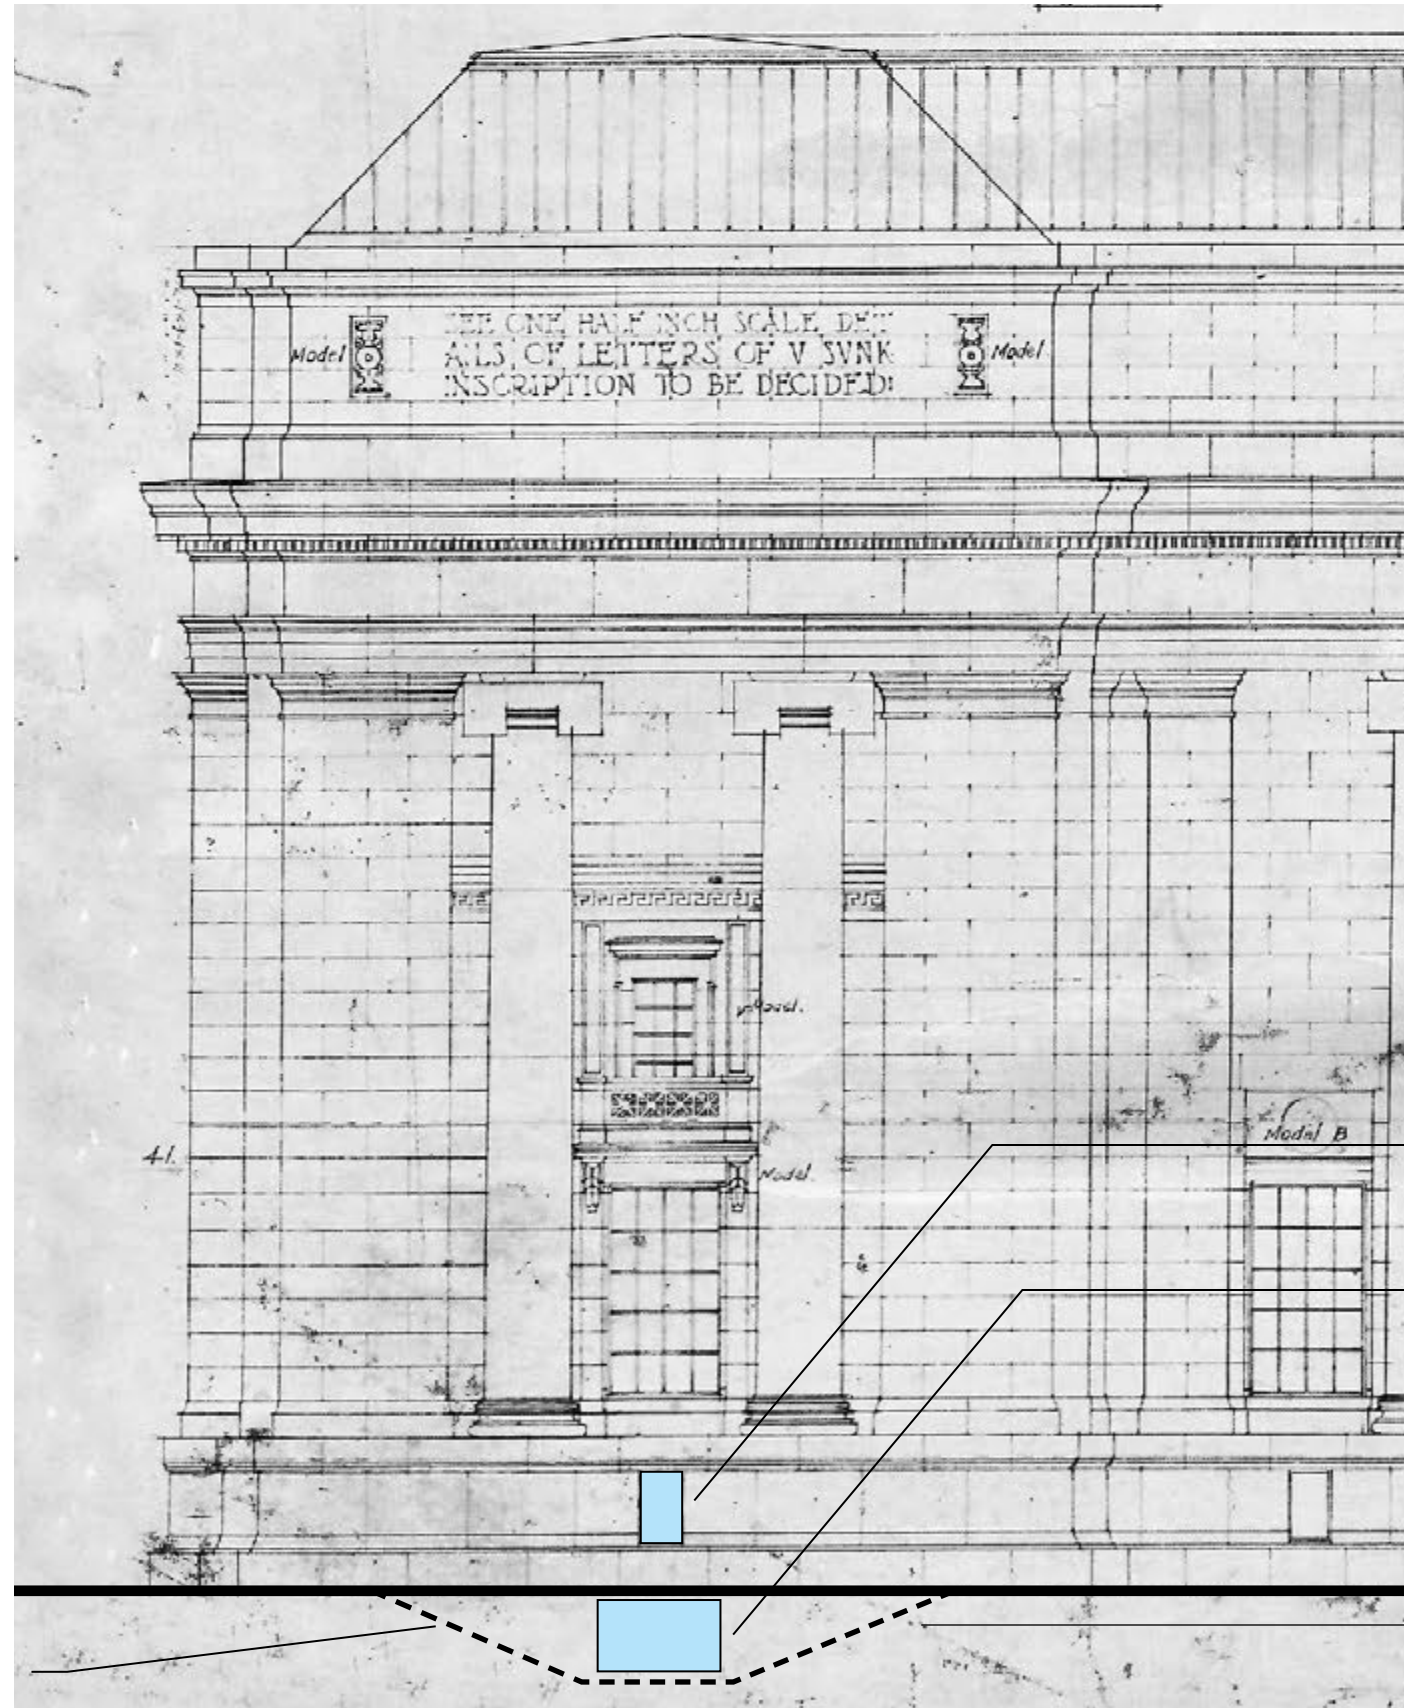 SEE ONE HALF INCH SCALE DET
AILS OF LETTERS OF V SVNK
INSCRIPTION TO BE DECIDED:
Model
Model
Model.
41.
Model B
Model.